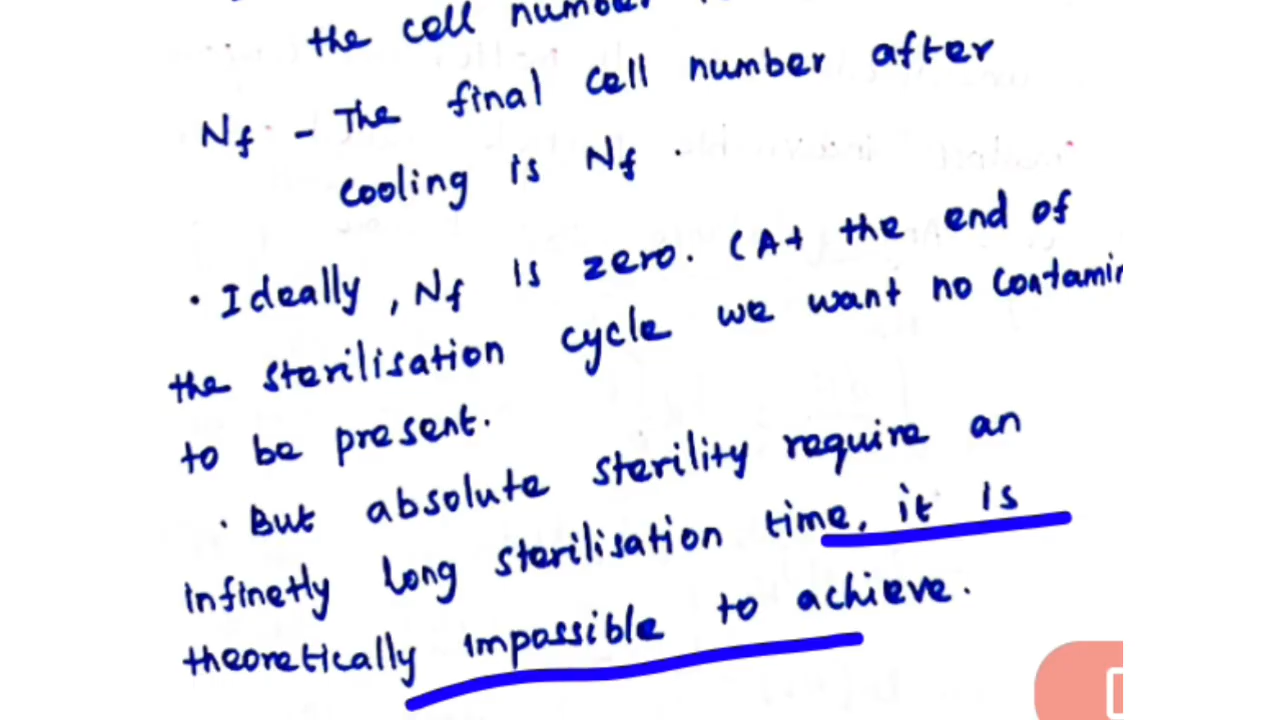 the cell number
Nf - The final cell number after
cooling is Nf .
. Ideally, Nf is zero. (At the end of
the sterilisation cycle we want no contamin
to be present.
. But absolute sterility require an
infinetly long sterilisation time, it is
theoretically impossible to achieve.